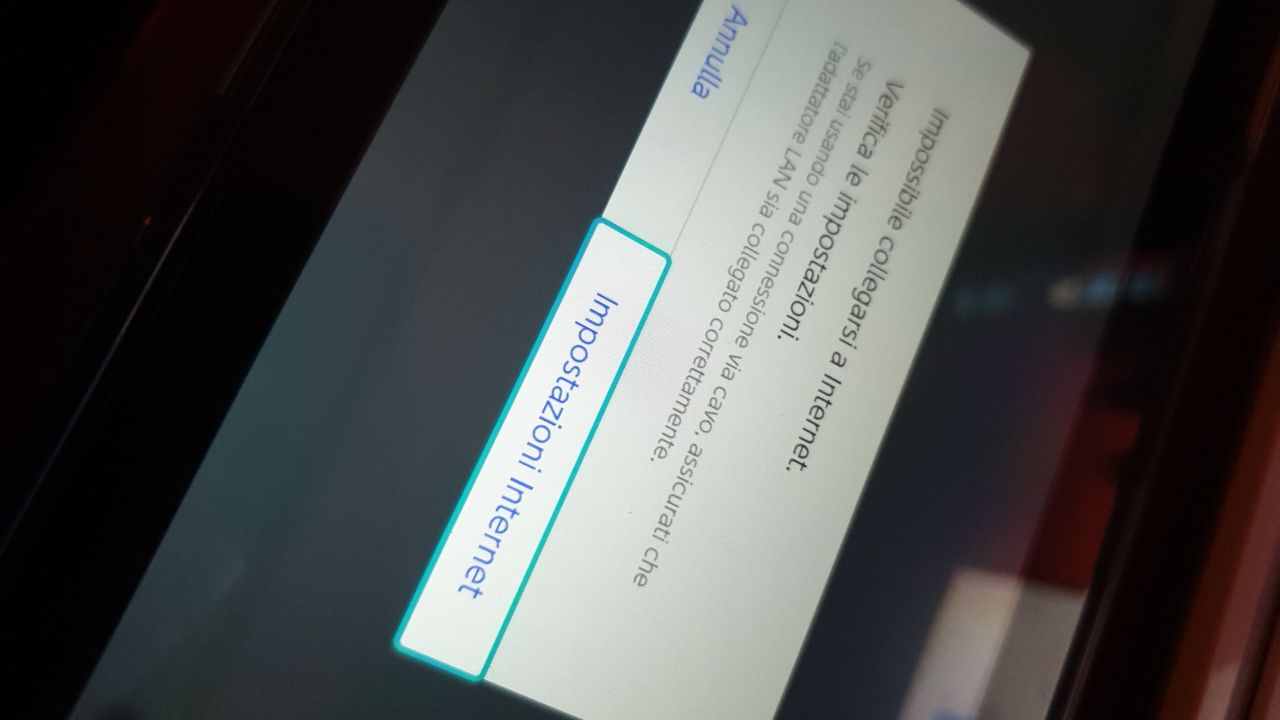 Impossibile collegarsi a Internet.
Verifica le impostazioni.
Se stai usando una connessione via cavo, assicurati che
l'adattatore LAN sia collegato correttamente.
Annulla
Impostazioni Internet